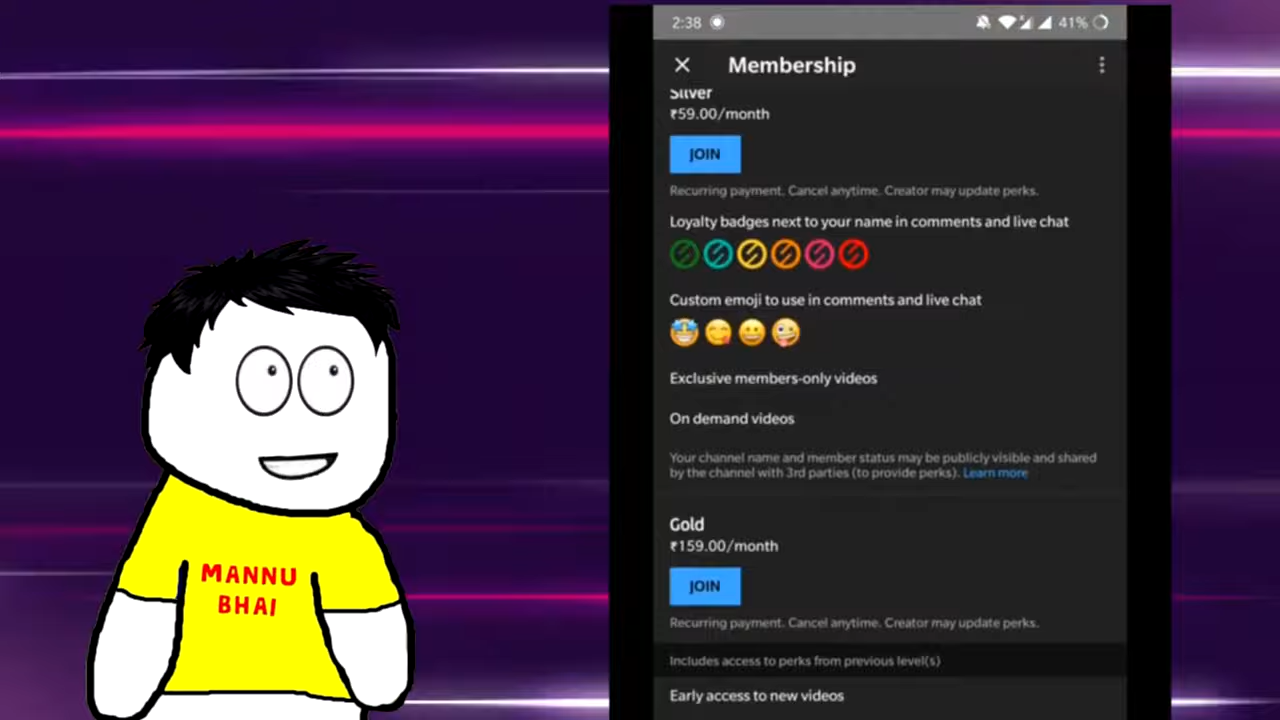 MANNU
BHAI
2:38
41%
Membership
Silver
₹59.00/month
JOIN
Recurring payment. Cancel anytime. Creator may update perks.
Loyalty badges next to your name in comments and live chat
Custom emoji to use in comments and live chat
Exclusive members-only videos
On demand videos
Your channel name and member status may be publicly visible and shared
by the channel with 3rd parties (to provide perks). Learn more
Gold
₹159.00/month
JOIN
Recurring payment. Cancel anytime. Creator may update perks.
Includes access to perks from previous level(s)
Early access to new videos